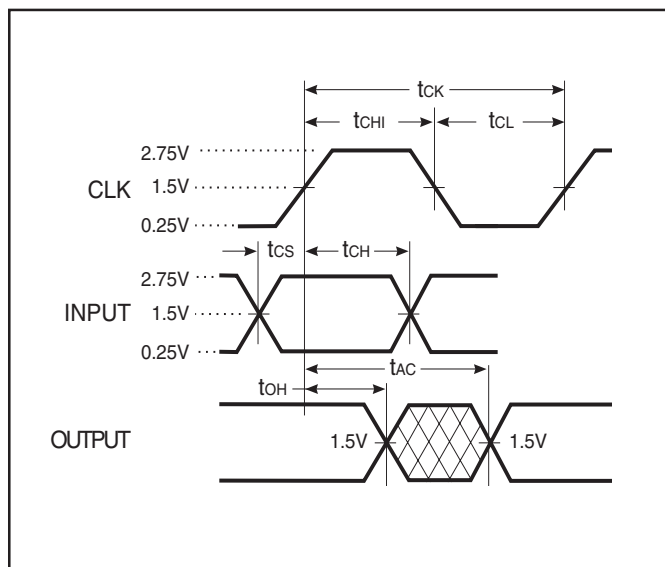 tCK
tCHI tCL
2.75V
CLK 1.5V
0.25V
tCS tCH
2.75V
INPUT 1.5V
0.25V
tAC
tOH
OUTPUT 1.5V 1.5V